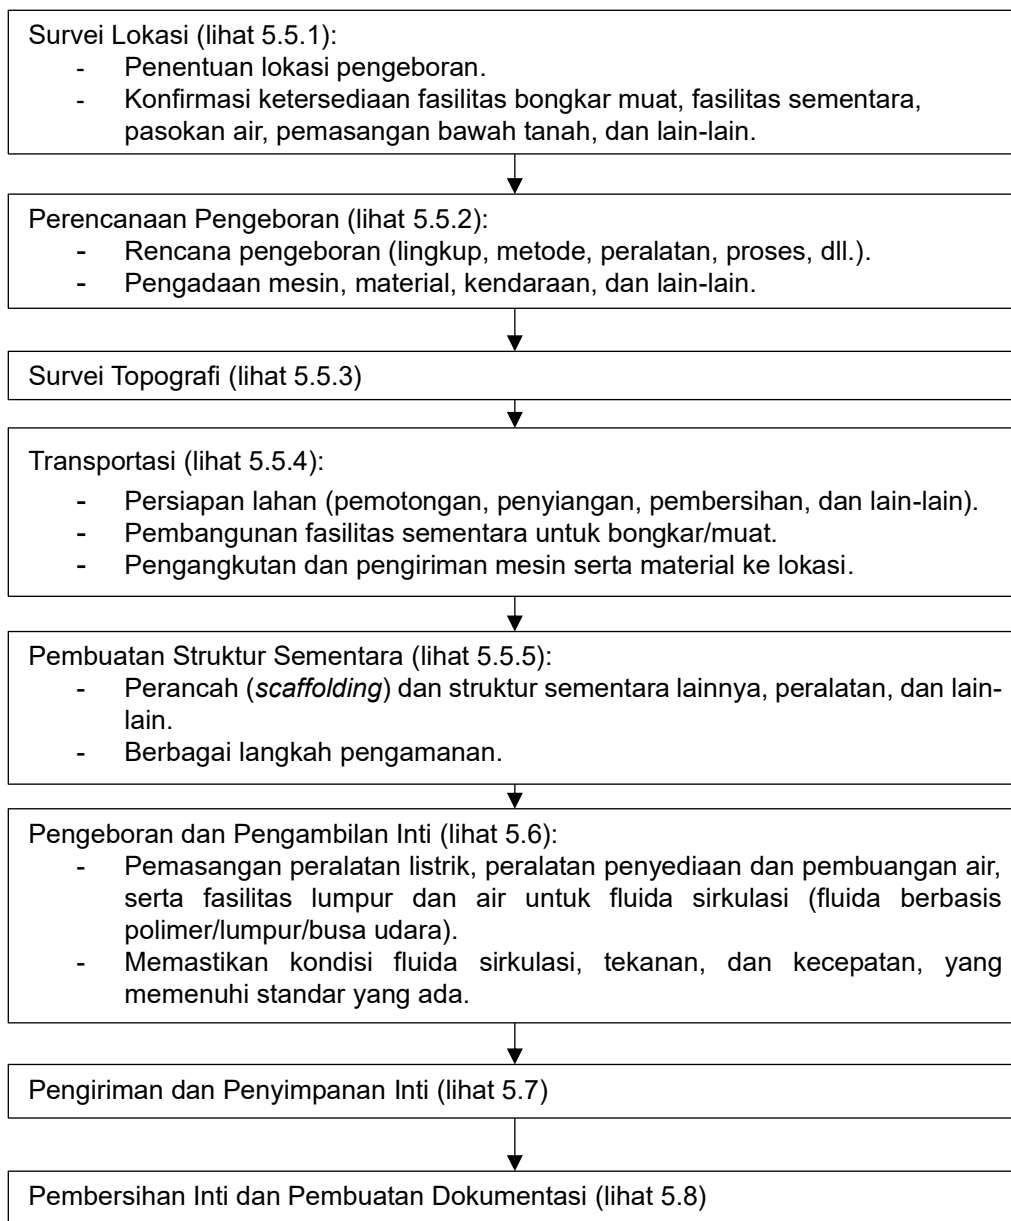 Survei Lokasi (lihat 5.5.1):
- Penentuan lokasi pengeboran.
- Konfirmasi ketersediaan fasilitas bongkar muat, fasilitas sementara,
pasokan air, pemasangan bawah tanah, dan lain-lain.
Perencanaan Pengeboran (lihat 5.5.2):
- Rencana pengeboran (lingkup, metode, peralatan, proses, dll.).
- Pengadaan mesin, material, kendaraan, dan lain-lain.
Survei Topografi (lihat 5.5.3)
Transportasi (lihat 5.5.4):
- Persiapan lahan (pemotongan, penyiangan, pembersihan, dan lain-lain).
- Pembangunan fasilitas sementara untuk bongkar/muat.
- Pengangkutan dan pengiriman mesin serta material ke lokasi.
Pembuatan Struktur Sementara (lihat 5.5.5):
- Perancah (scaffolding) dan struktur sementara lainnya, peralatan, dan lain-
lain.
- Berbagai langkah pengamanan.
Pengeboran dan Pengambilan Inti (lihat 5.6):
- Pemasangan peralatan listrik, peralatan penyediaan dan pembuangan air,
serta fasilitas lumpur dan air untuk fluida sirkulasi (fluida berbasis
polimer/lumpur/busa udara).
- Memastikan kondisi fluida sirkulasi, tekanan, dan kecepatan, yang
memenuhi standar yang ada.
Pengiriman dan Penyimpanan Inti (lihat 5.7)
Pembersihan Inti dan Pembuatan Dokumentasi (lihat 5.8)